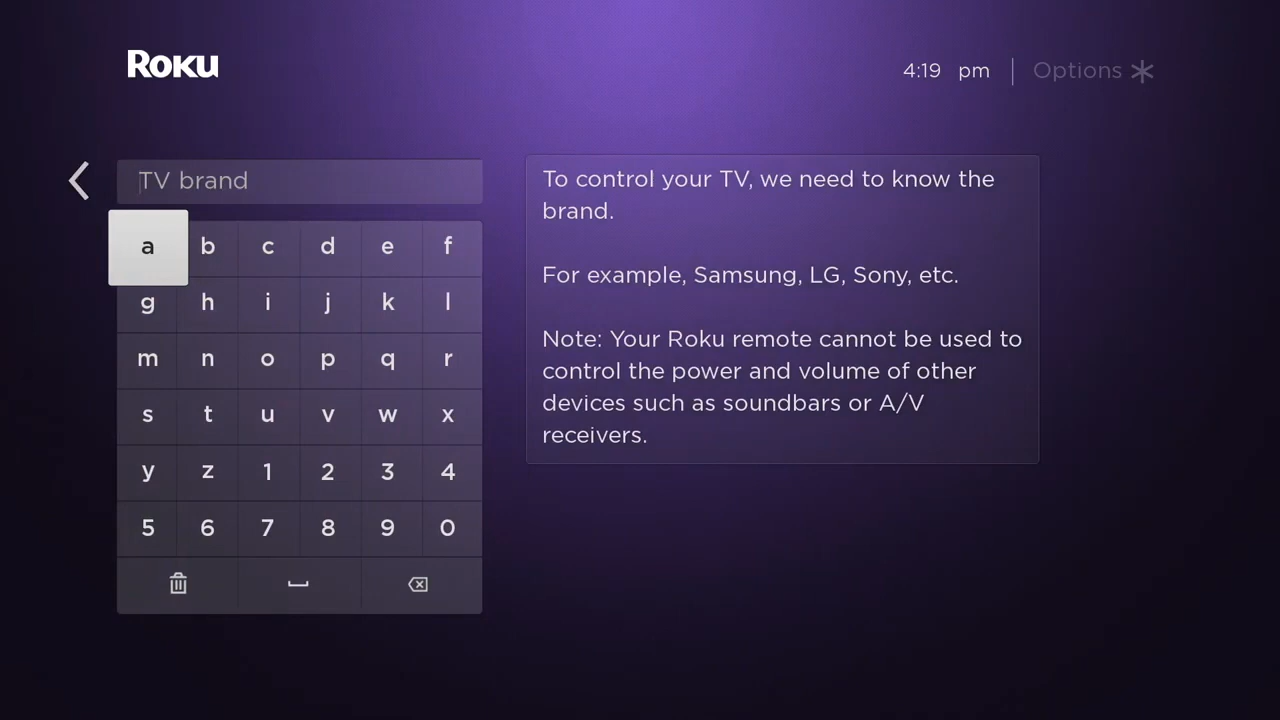 Roku
4:19 pm | Options
TV brand
a b c d e f
g h i j k l
m n o p q r
s t u v w x
y z 1 2 3 4
5 6 7 8 9 0
To control your TV, we need to know the
brand.
For example, Samsung, LG, Sony, etc.
Note: Your Roku remote cannot be used to
control the power and volume of other
devices such as soundbars or A/V
receivers.